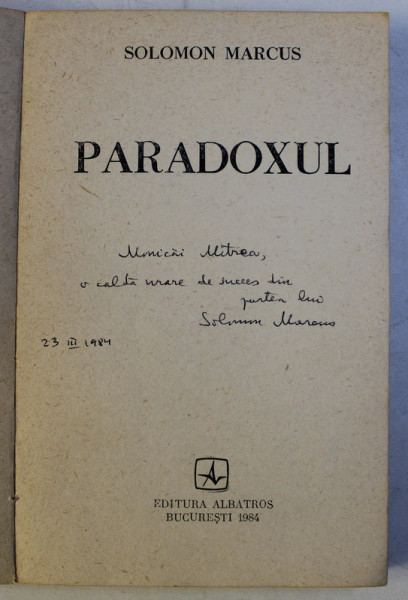 SOLOMON MARCUS
PARADOXUL
Monicăi Mitrea,
o caldă urare de succes din
partea lui
Solomon Marcus
23 III 1984
EDITURA ALBATROS
BUCUREȘTI 1984